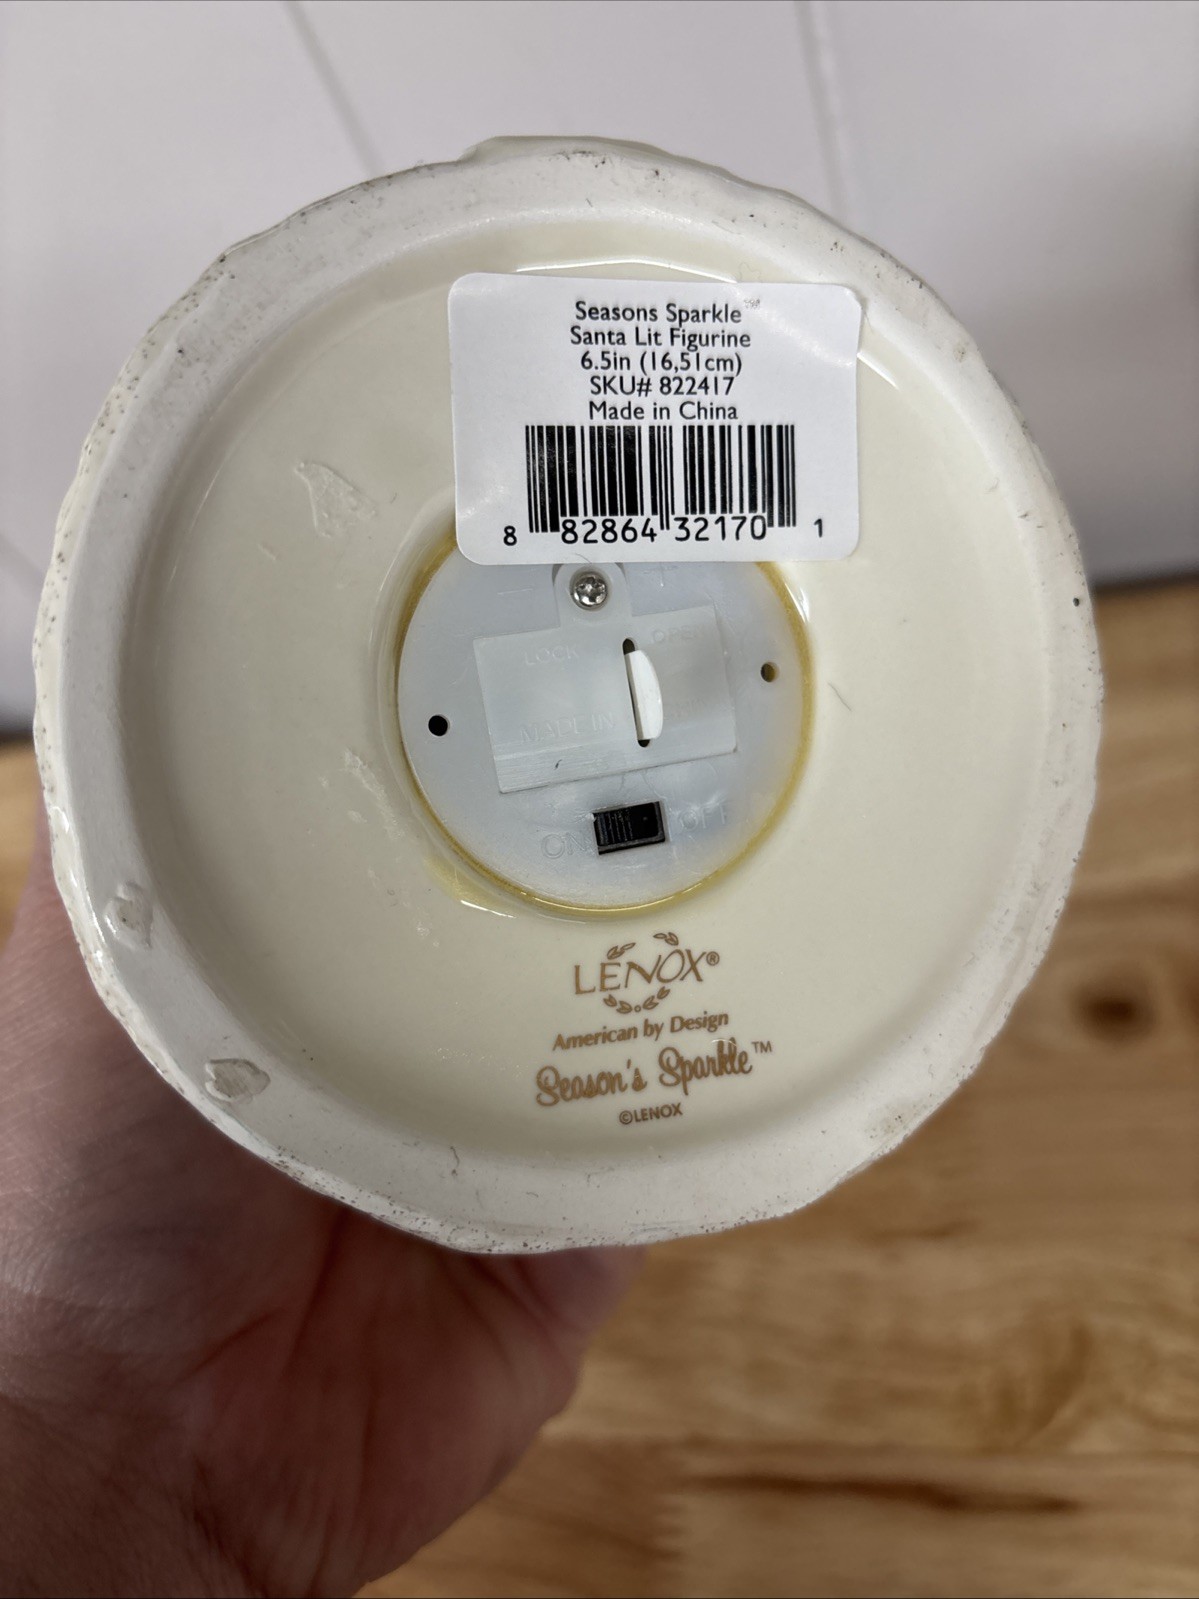 Seasons Sparkle™
Santa Lit Figurine
6.5in (16,51cm)
SKU# 822417
Made in China
8 82864 32170 1
LOCK OPEN
MADE IN
ON OFF
LENOX®
American by Design
Season's Sparkle™
©LENOX